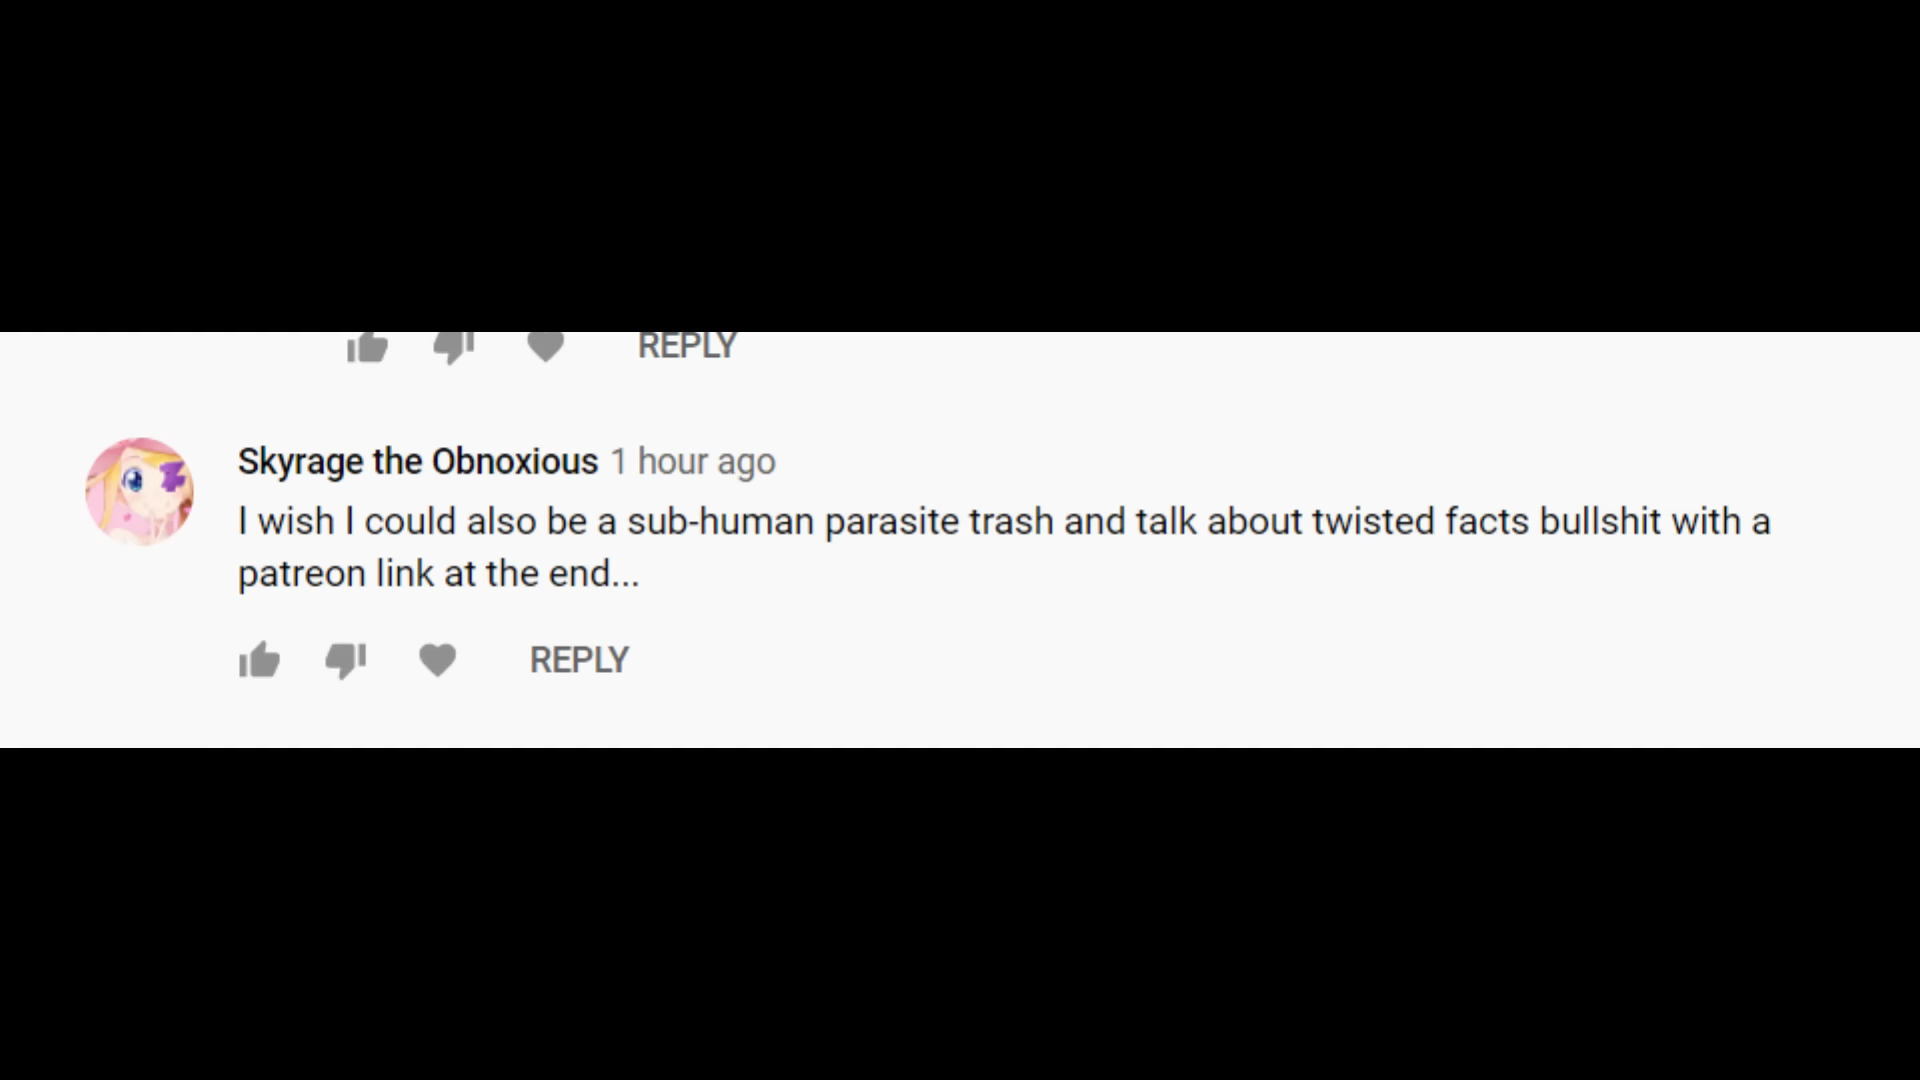 REPLY
Skyrage the Obnoxious 1 hour ago
I wish I could also be a sub-human parasite trash and talk about twisted facts bullshit with a
patreon link at the end...
REPLY